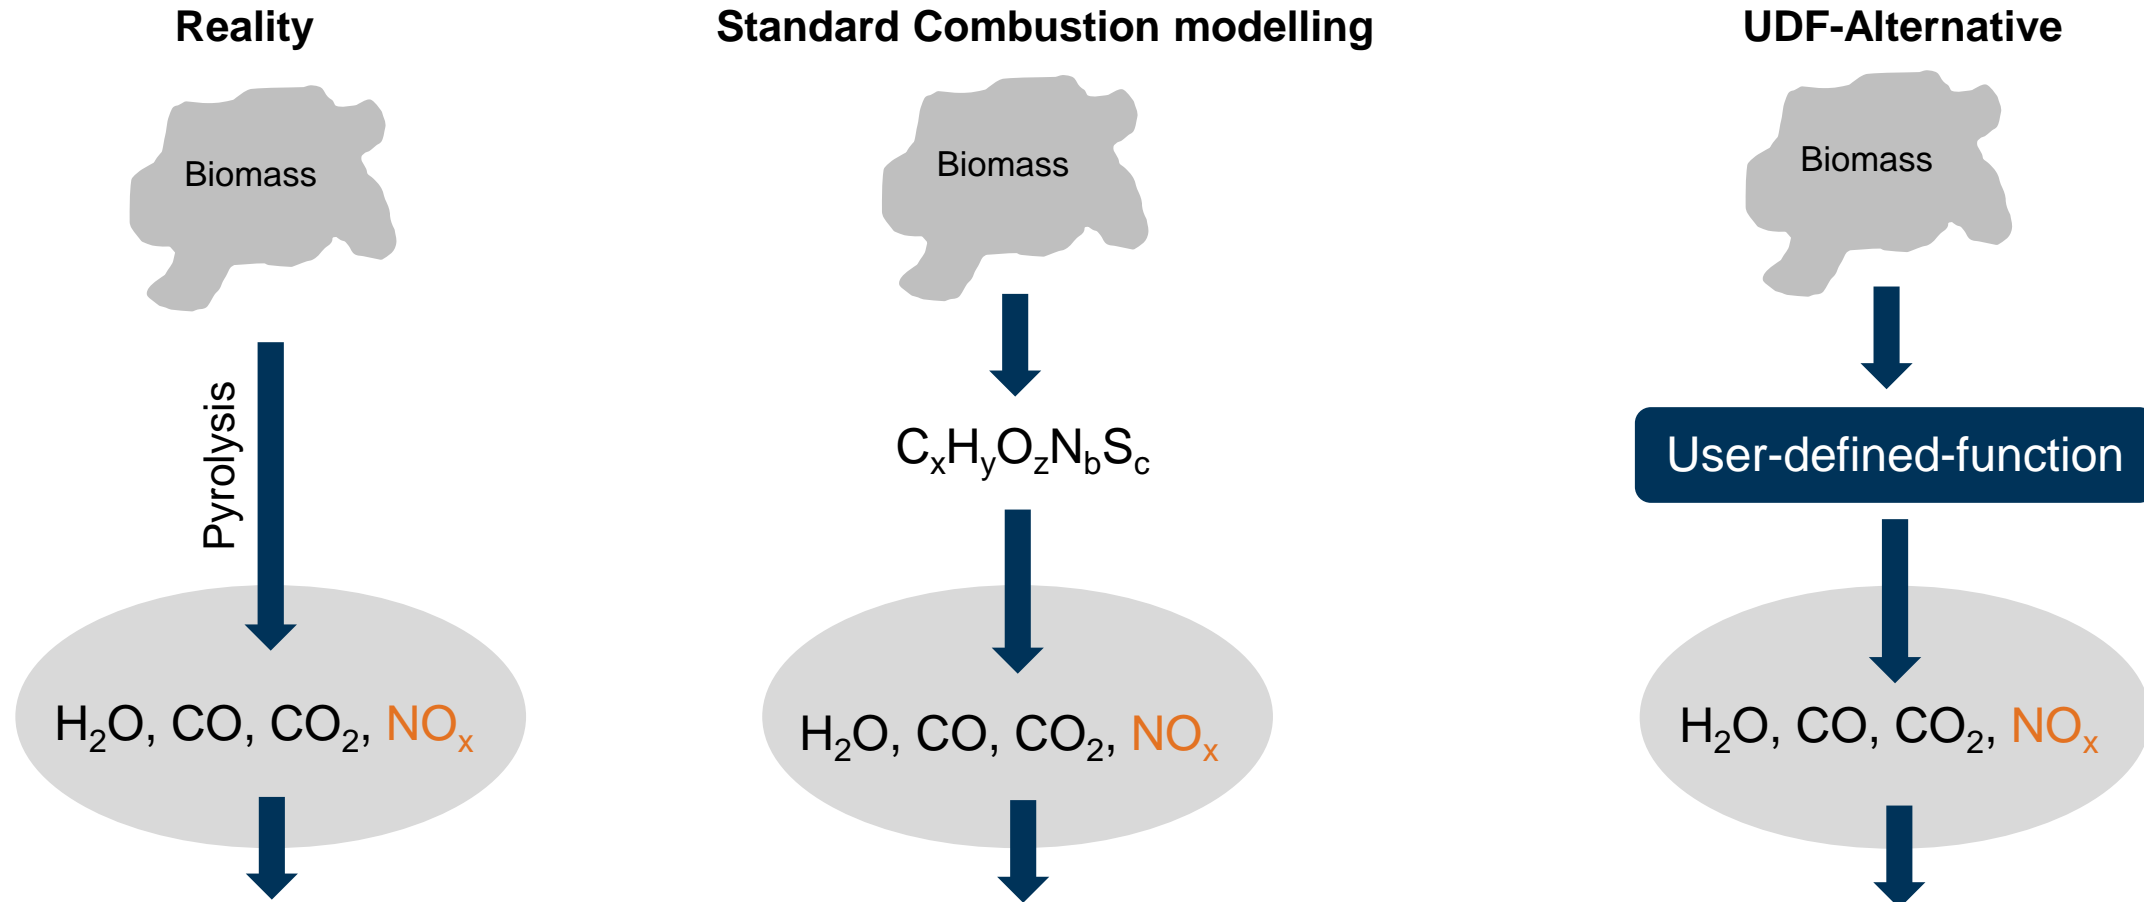 Reality
Biomass
Pyrolysis
H₂O, CO, CO₂, NOₓ
Standard Combustion modelling
Biomass
CₓHᵧO_zN_bS_c
H₂O, CO, CO₂, NOₓ
UDF-Alternative
Biomass
User-defined-function
H₂O, CO, CO₂, NOₓ